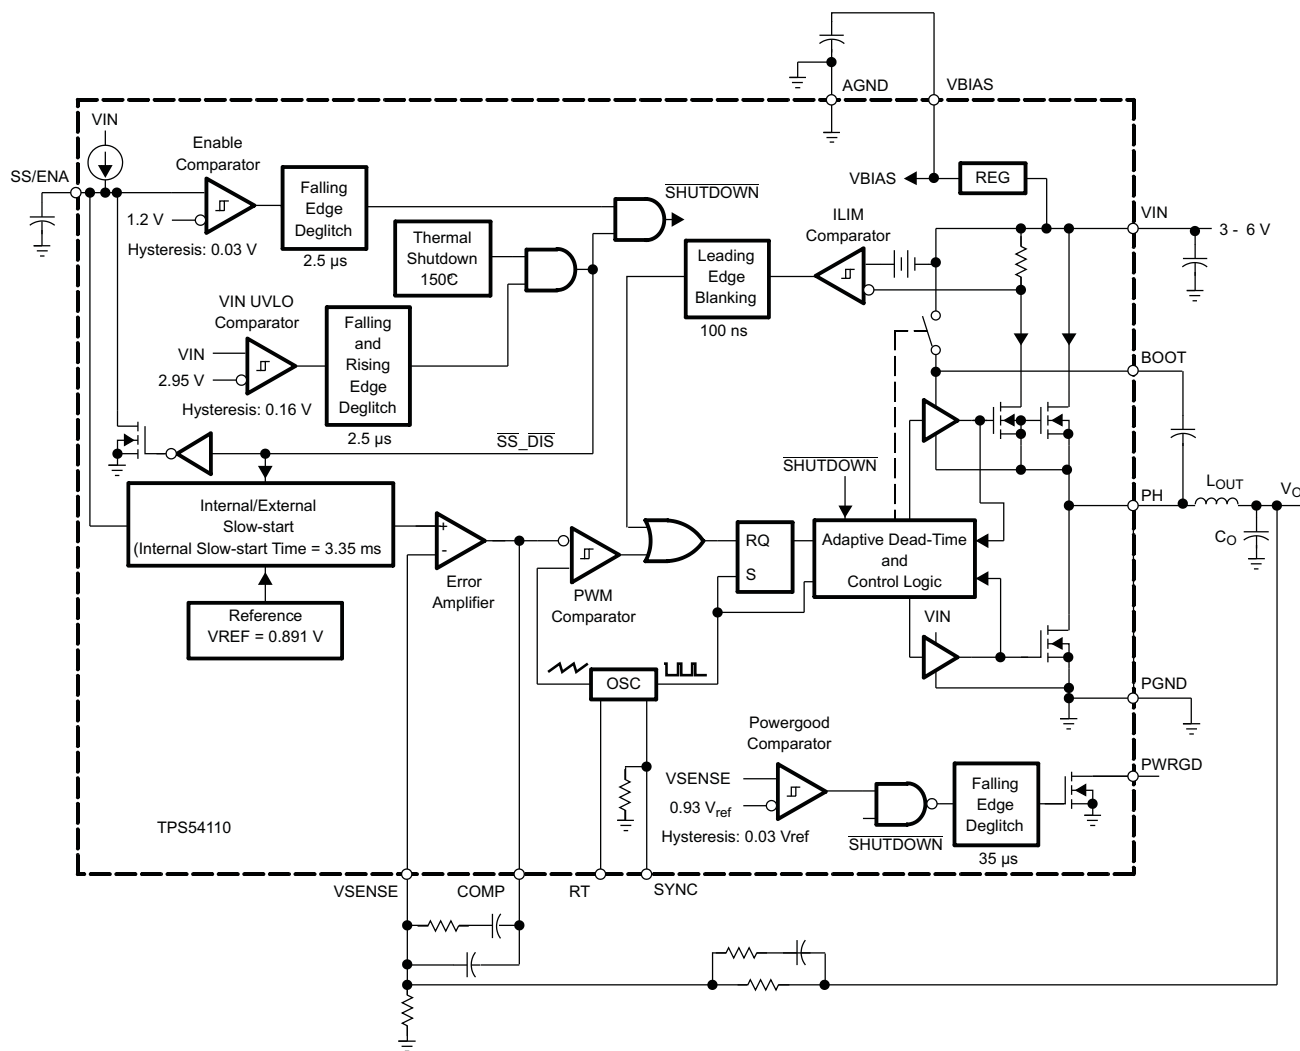 AGND
VBIAS
VIN
Enable
Comparator
SS/ENA
1.2 V
Hysteresis: 0.03 V
Falling
Edge
Deglitch
2.5 µs
SHUTDOWN
Thermal
Shutdown
150°C
VBIAS
REG
ILIM
Comparator
VIN
3 - 6 V
Leading
Edge
Blanking
100 ns
VIN UVLO
Comparator
VIN
2.95 V
Hysteresis: 0.16 V
Falling
and
Rising
Edge
Deglitch
2.5 µs
BOOT
SS_DIS
SHUTDOWN
Internal/External
Slow-start
(Internal Slow-start Time = 3.35 ms
Reference
VREF = 0.891 V
+
-
Error
Amplifier
PWM
Comparator
RQ
S
Adaptive Dead-Time
and
Control Logic
PH
LOUT
VO
CO
VIN
OSC
PGND
Powergood
Comparator
VSENSE
0.93 Vref
Hysteresis: 0.03 Vref
SHUTDOWN
Falling
Edge
Deglitch
35 µs
PWRGD
TPS54110
VSENSE
COMP
RT
SYNC